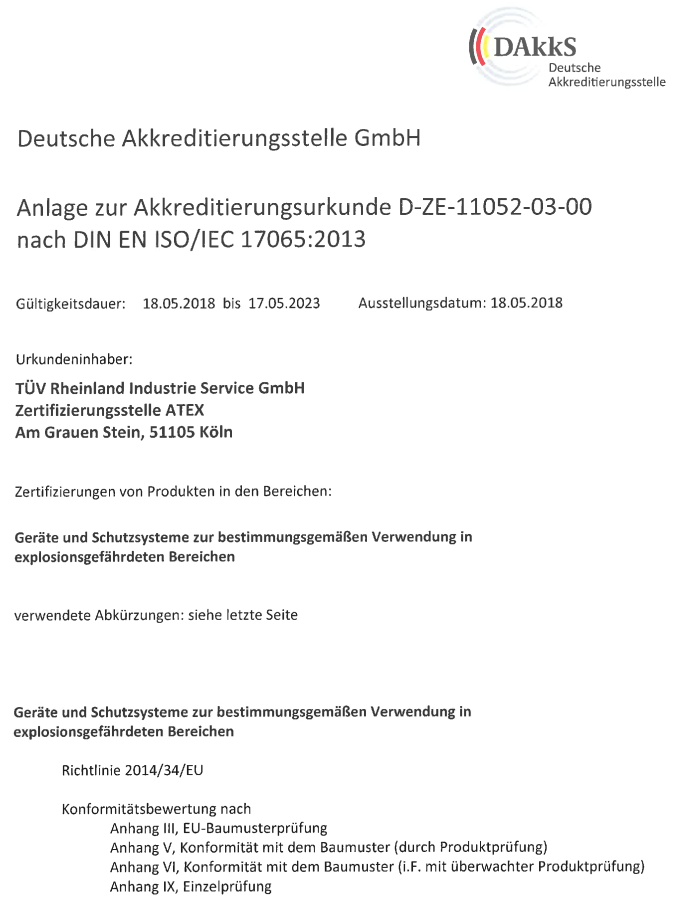 DAkkS
Deutsche
Akkreditierungsstelle
Deutsche Akkreditierungsstelle GmbH
Anlage zur Akkreditierungsurkunde D-ZE-11052-03-00
nach DIN EN ISO/IEC 17065:2013
Gültigkeitsdauer: 18.05.2018 bis 17.05.2023 Ausstellungsdatum: 18.05.2018
Urkundeninhaber:
TÜV Rheinland Industrie Service GmbH
Zertifizierungsstelle ATEX
Am Grauen Stein, 51105 Köln
Zertifizierungen von Produkten in den Bereichen:
Geräte und Schutzsysteme zur bestimmungsgemäßen Verwendung in
explosionsgefährdeten Bereichen
verwendete Abkürzungen: siehe letzte Seite
Geräte und Schutzsysteme zur bestimmungsgemäßen Verwendung in
explosionsgefährdeten Bereichen
Richtlinie 2014/34/EU
Konformitätsbewertung nach
Anhang III, EU-Baumusterprüfung
Anhang V, Konformität mit dem Baumuster (durch Produktprüfung)
Anhang VI, Konformität mit dem Baumuster (i.F. mit überwachter Produktprüfung)
Anhang IX, Einzelprüfung